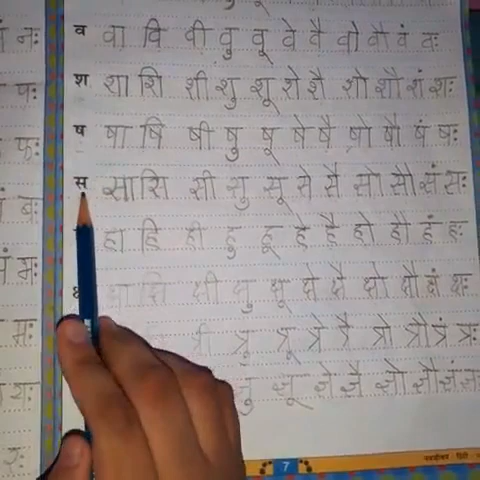 व वा वि वी वु वू वे वै वो वौ वं वः
श शा शि शी शु शू शे शै शो शौ शं शः
ष षा षि षी षु षू षे षै षो षौ षं षः
स सा सि सी सु सू से सै सो सौ सं सः
हा हि ही हु हू हे है हो हौ हं हः
क्षा क्षि क्षी क्षु क्षू क्षे क्षै क्षो क्षौ क्षं क्षः
त्री त्रु त्रू त्रे त्रै त्रो त्रौ त्रं त्रः
ज्ञु ज्ञू ज्ञे ज्ञै ज्ञो ज्ञौ ज्ञं
7
नः
पः
फः
बः
भः
मः
यः
रः